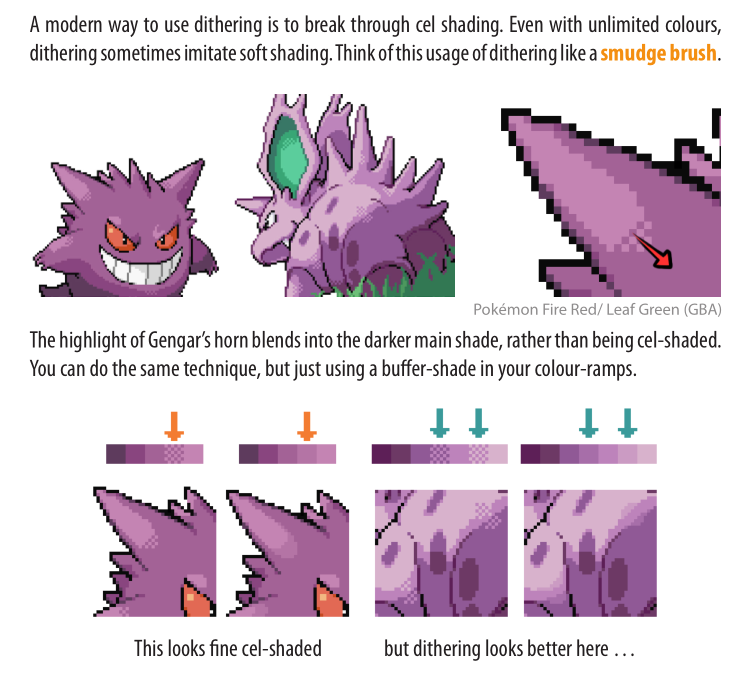 A modern way to use dithering is to break through cel shading. Even with unlimited colours,
dithering sometimes imitate soft shading. Think of this usage of dithering like a smudge brush.
Pokémon Fire Red/ Leaf Green (GBA)
The highlight of Gengar's horn blends into the darker main shade, rather than being cel-shaded.
You can do the same technique, but just using a buffer-shade in your colour-ramps.
This looks fine cel-shaded
but dithering looks better here ...